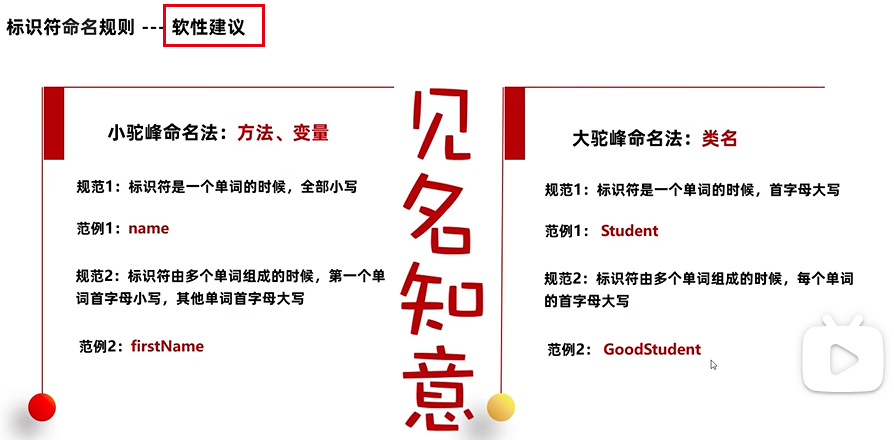 标识符命名规则 --- 软性建议
小驼峰命名法：方法、变量
规范1：标识符是一个单词的时候，全部小写
范例1：name
规范2：标识符由多个单词组成的时候，第一个单
词首字母小写，其他单词首字母大写
范例2：firstName
见名知意
大驼峰命名法：类名
规范1：标识符是一个单词的时候，首字母大写
范例1： Student
规范2：标识符由多个单词组成的时候，每个单词
的首字母大写
范例2： GoodStudent